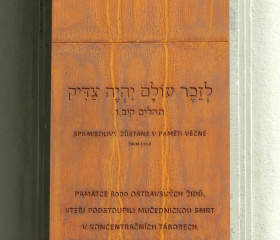 לְזֵכֶר עוֹלָם יִהְיֶה צַדִּיק
תהלים קיב ו
SPRAVEDLIVÝ ZŮSTANE V PAMĚTI VĚČNÉ
PAMÁTCE 8000 OSTRAVSKÝCH ŽIDŮ,
KTEŘÍ PODSTOUPILI MUČEDNICKOU SMRT
V KONCENTRAČNÍCH TÁBORECH,